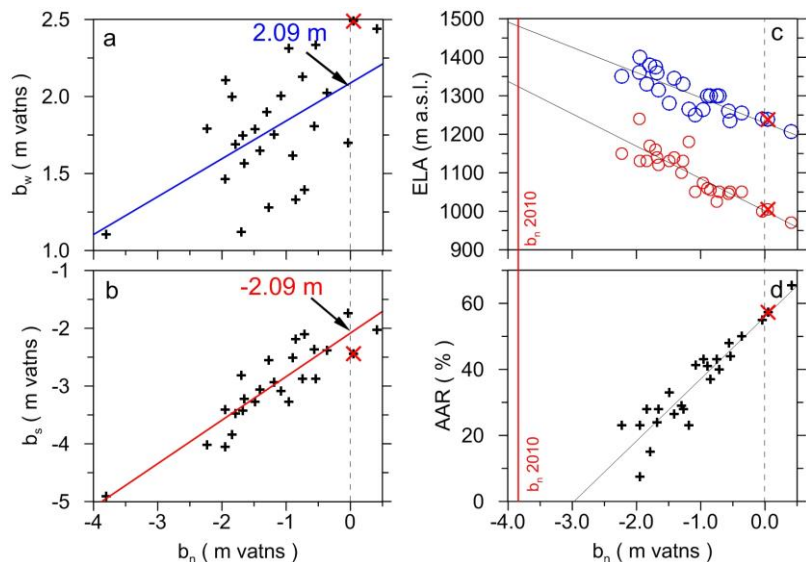 a
2.09 m
b_w ( m vatns )
2.5
2.0
1.5
1.0
b
-2.09 m
b_s ( m vatns )
-1
-2
-3
-4
-5
-4 -3 -2 -1 0
b_n ( m vatns )
c
ELA (m a.s.l.)
1500
1400
1300
1200
1100
1000
900
b_n 2010
d
AAR ( % )
60
40
20
0
b_n 2010
-4.0 -3.0 -2.0 -1.0 0.0
b_n ( m vatns )